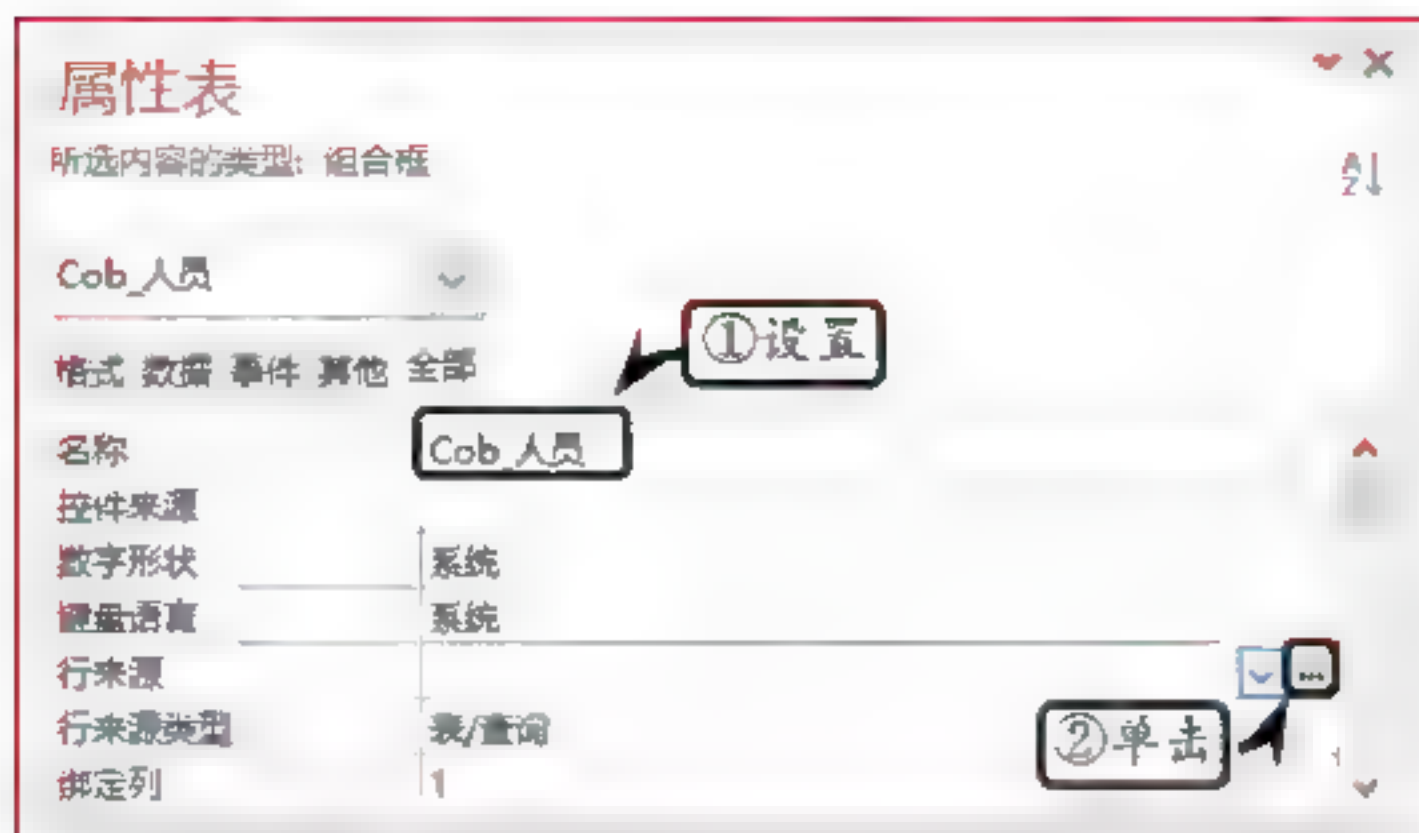 属性表
所选内容的类型: 组合框
Cob_人员
①设置
格式 数据 事件 其他 全部
名称 Cob_人员
控件来源
数字形状 系统
键盘语言 系统
行来源 ...
行来源类型 表/查询
②单击
绑定列 1